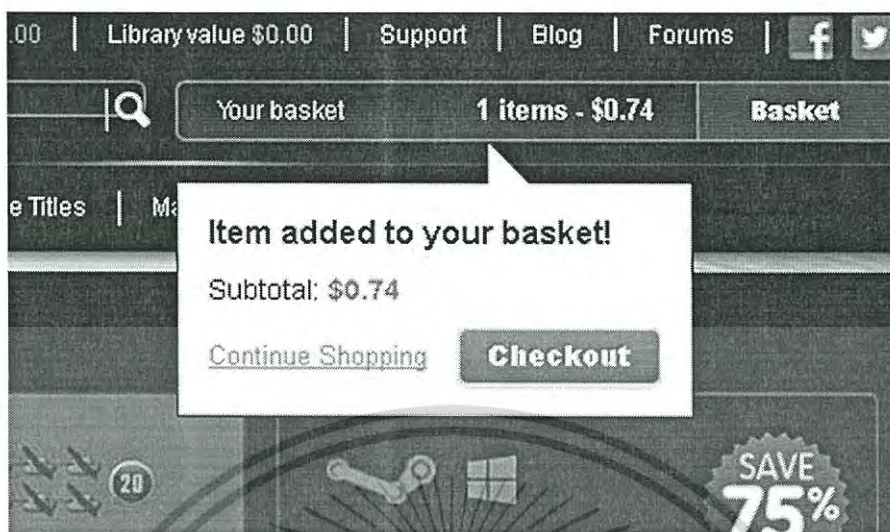 .00 | Library value $0.00 | Support | Blog | Forums |
Your basket 1 items - $0.74 Basket
e Titles | Ma
Item added to your basket!
Subtotal: $0.74
Continue Shopping Checkout
20
SAVE
75%